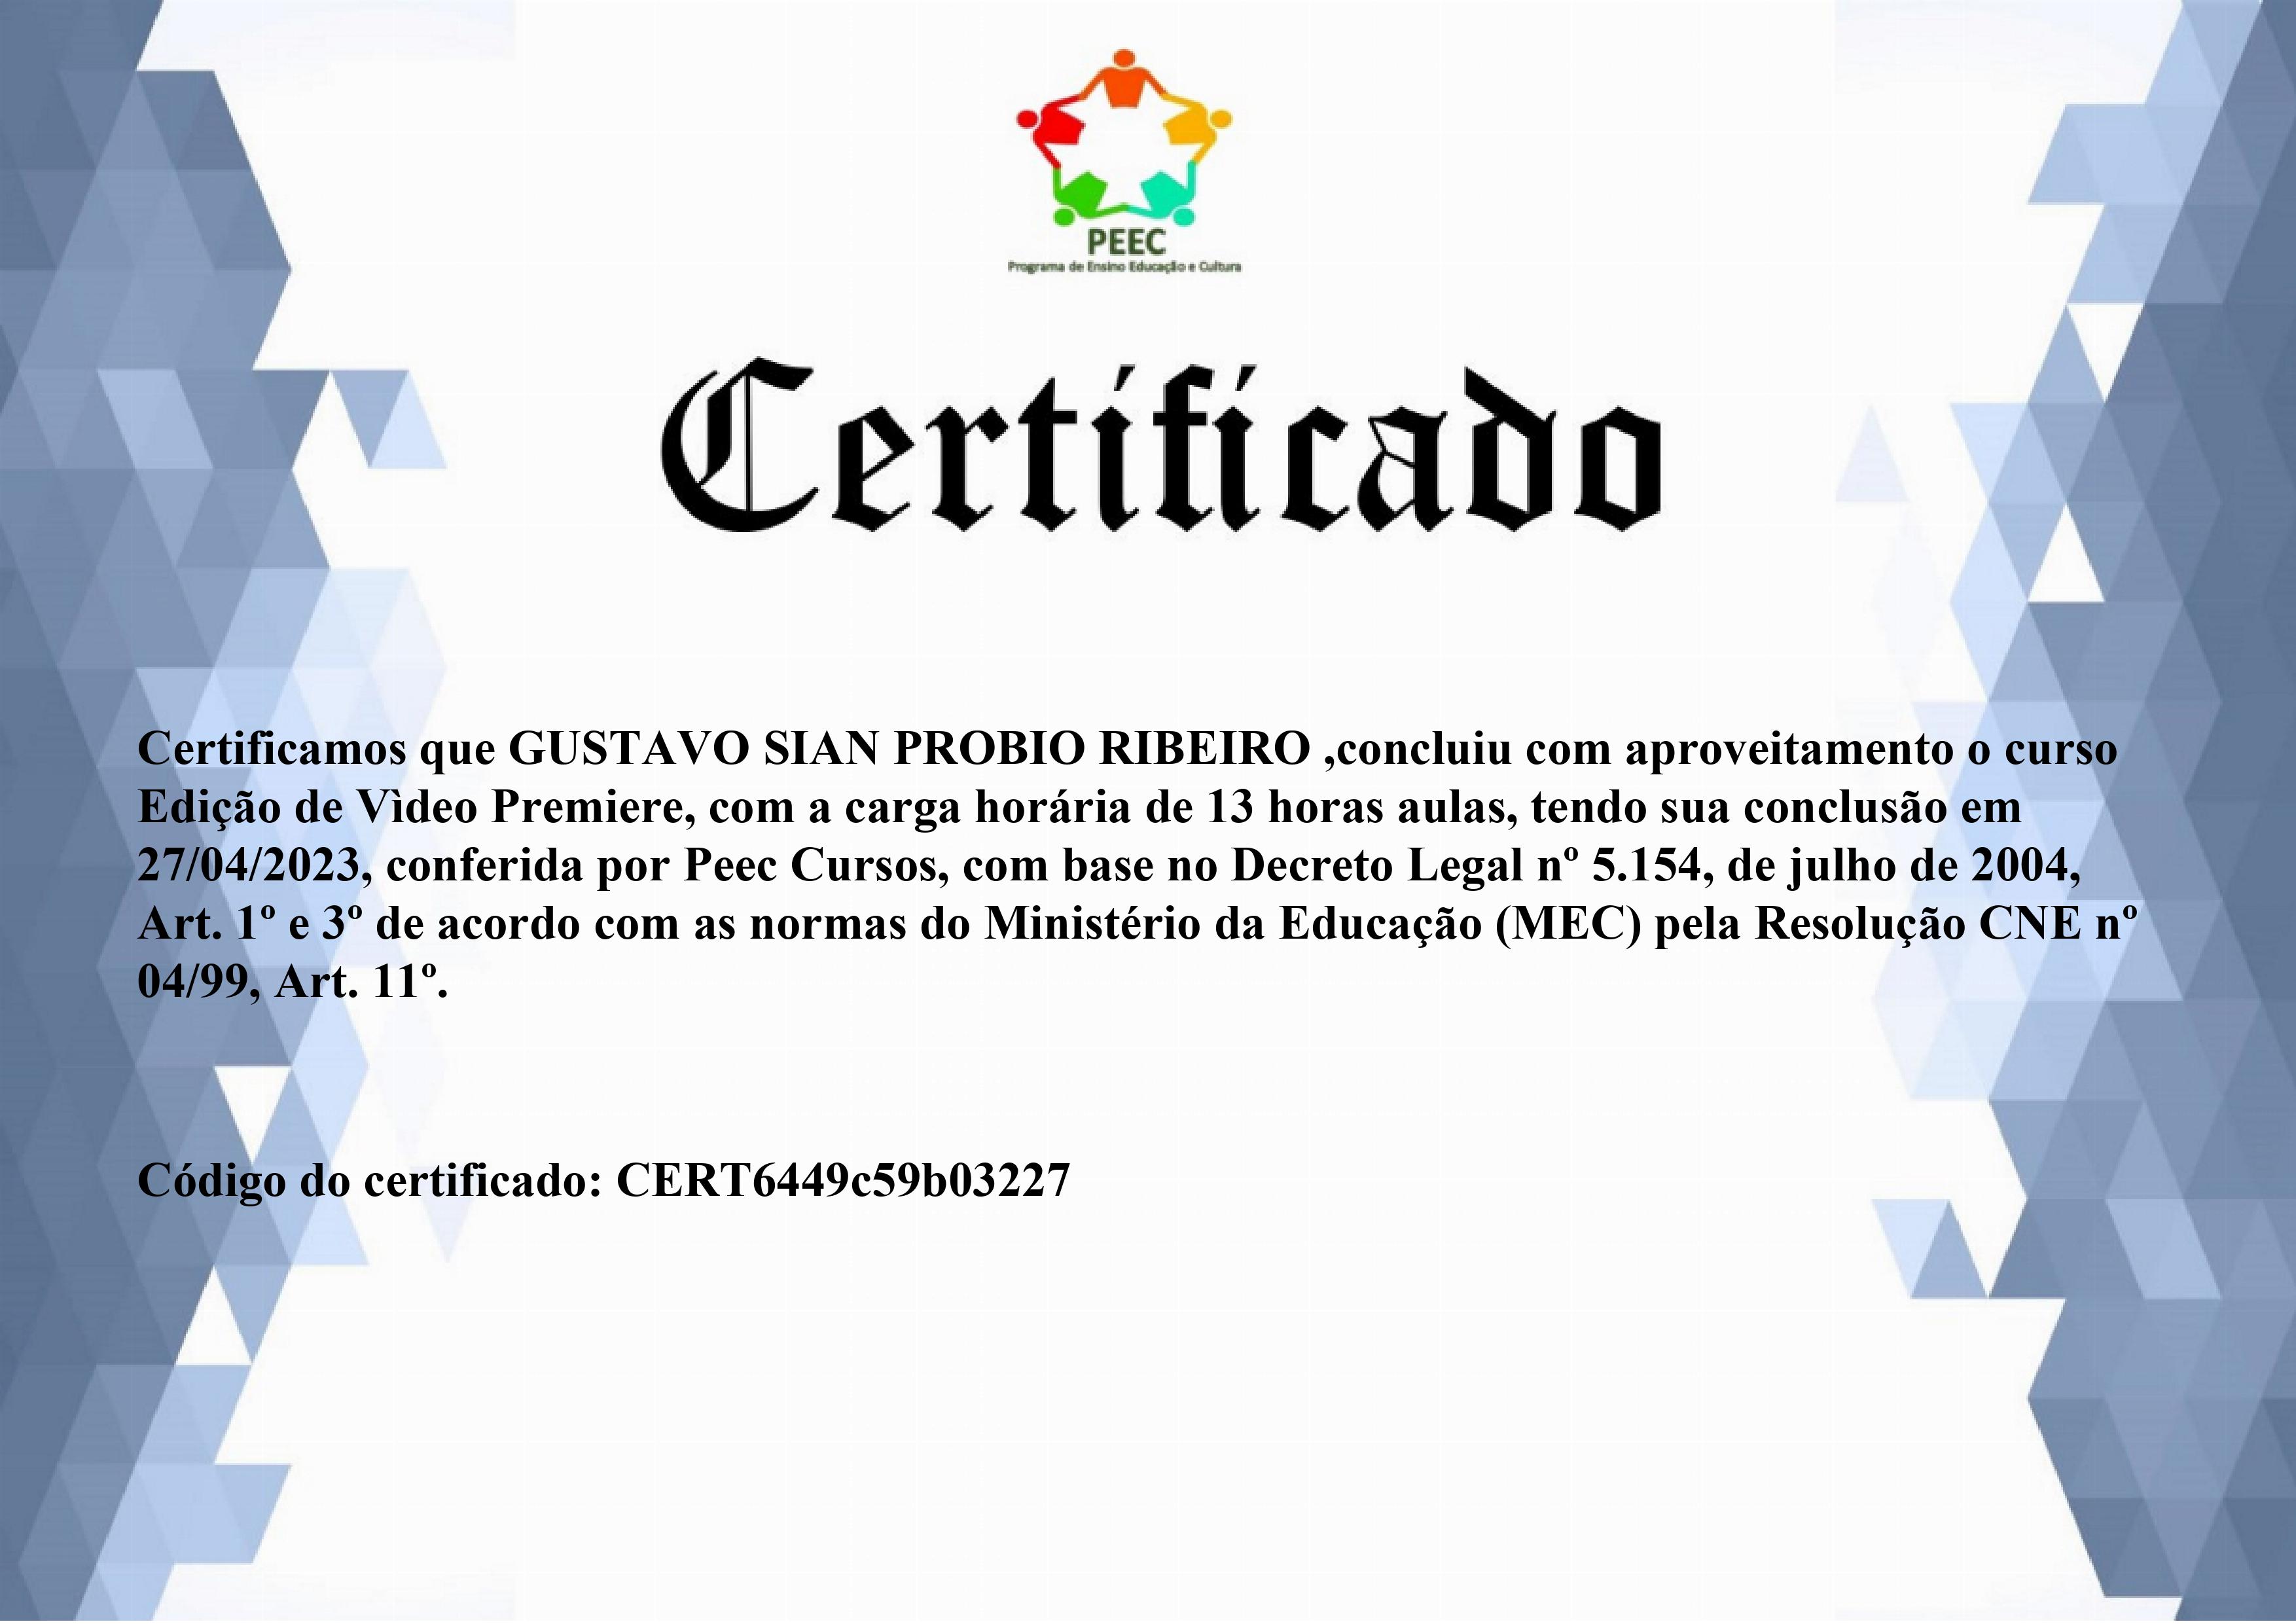 PEEC
Programa de Ensino Educação e Cultura
Certificado
Certificamos que GUSTAVO SIAN PROBIO RIBEIRO ,concluiu com aproveitamento o curso
Edição de Vìdeo Premiere, com a carga horária de 13 horas aulas, tendo sua conclusão em
27/04/2023, conferida por Peec Cursos, com base no Decreto Legal nº 5.154, de julho de 2004,
Art. 1º e 3º de acordo com as normas do Ministério da Educação (MEC) pela Resolução CNE nº
04/99, Art. 11º.
Código do certificado: CERT6449c59b03227